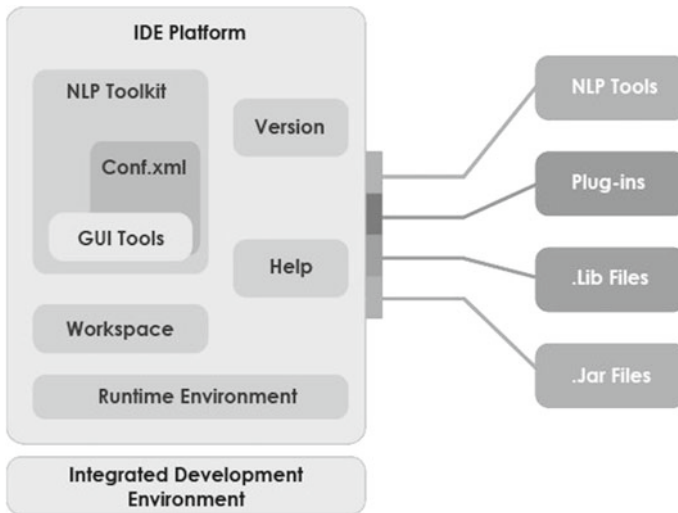 IDE Platform
NLP Toolkit
Conf.xml
GUI Tools
Version
Help
Workspace
Runtime Environment
Integrated Development
Environment
NLP Tools
Plug-ins
.Lib Files
.Jar Files